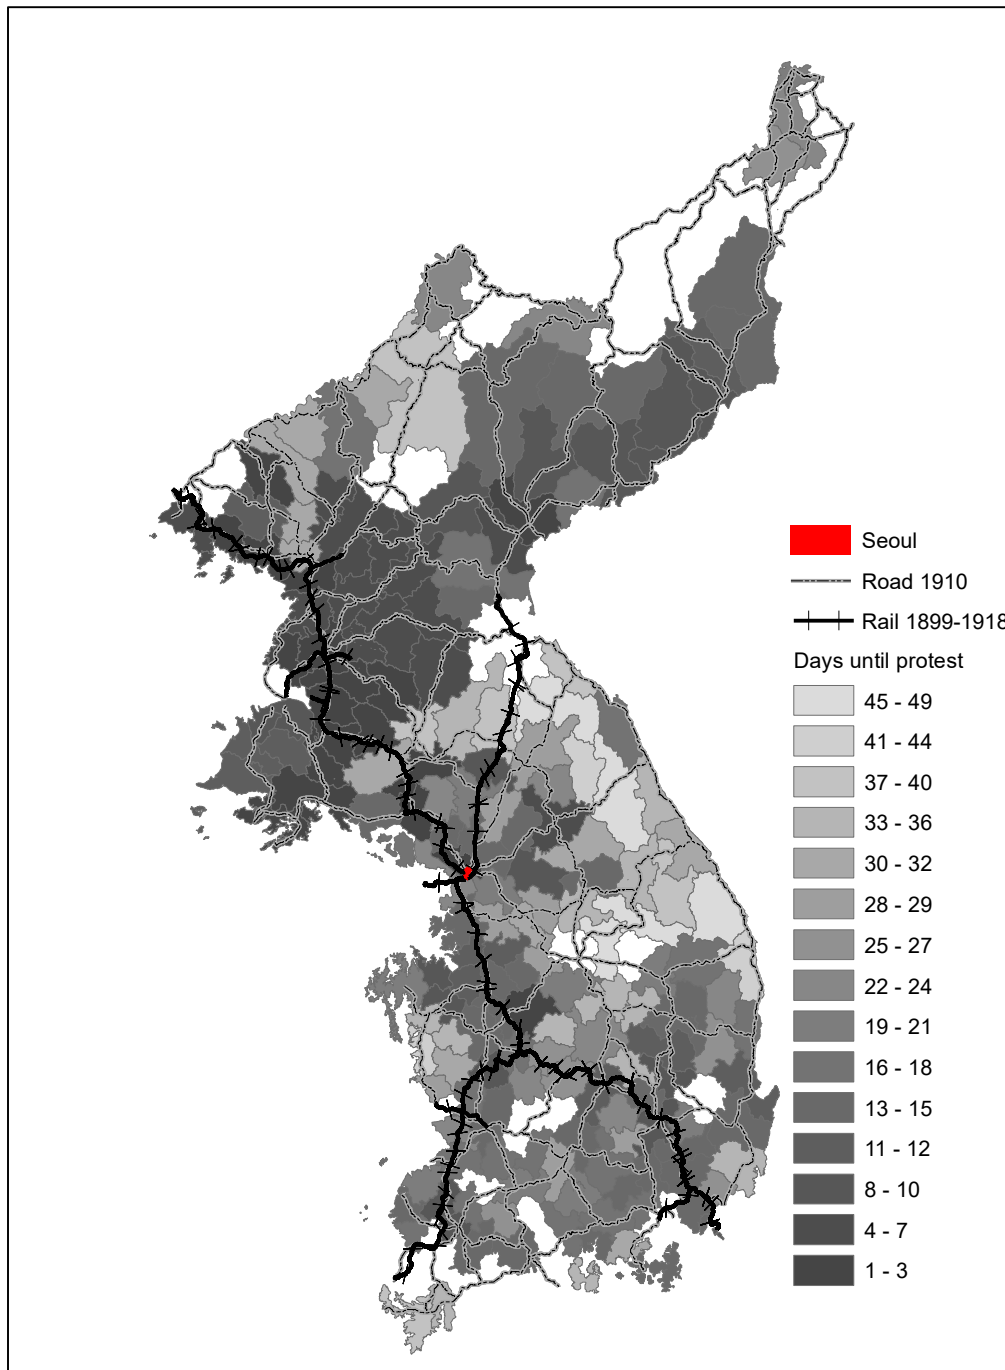 Seoul
Road 1910
Rail 1899-1918
Days until protest
45 - 49
41 - 44
37 - 40
33 - 36
30 - 32
28 - 29
25 - 27
22 - 24
19 - 21
16 - 18
13 - 15
11 - 12
8 - 10
4 - 7
1 - 3